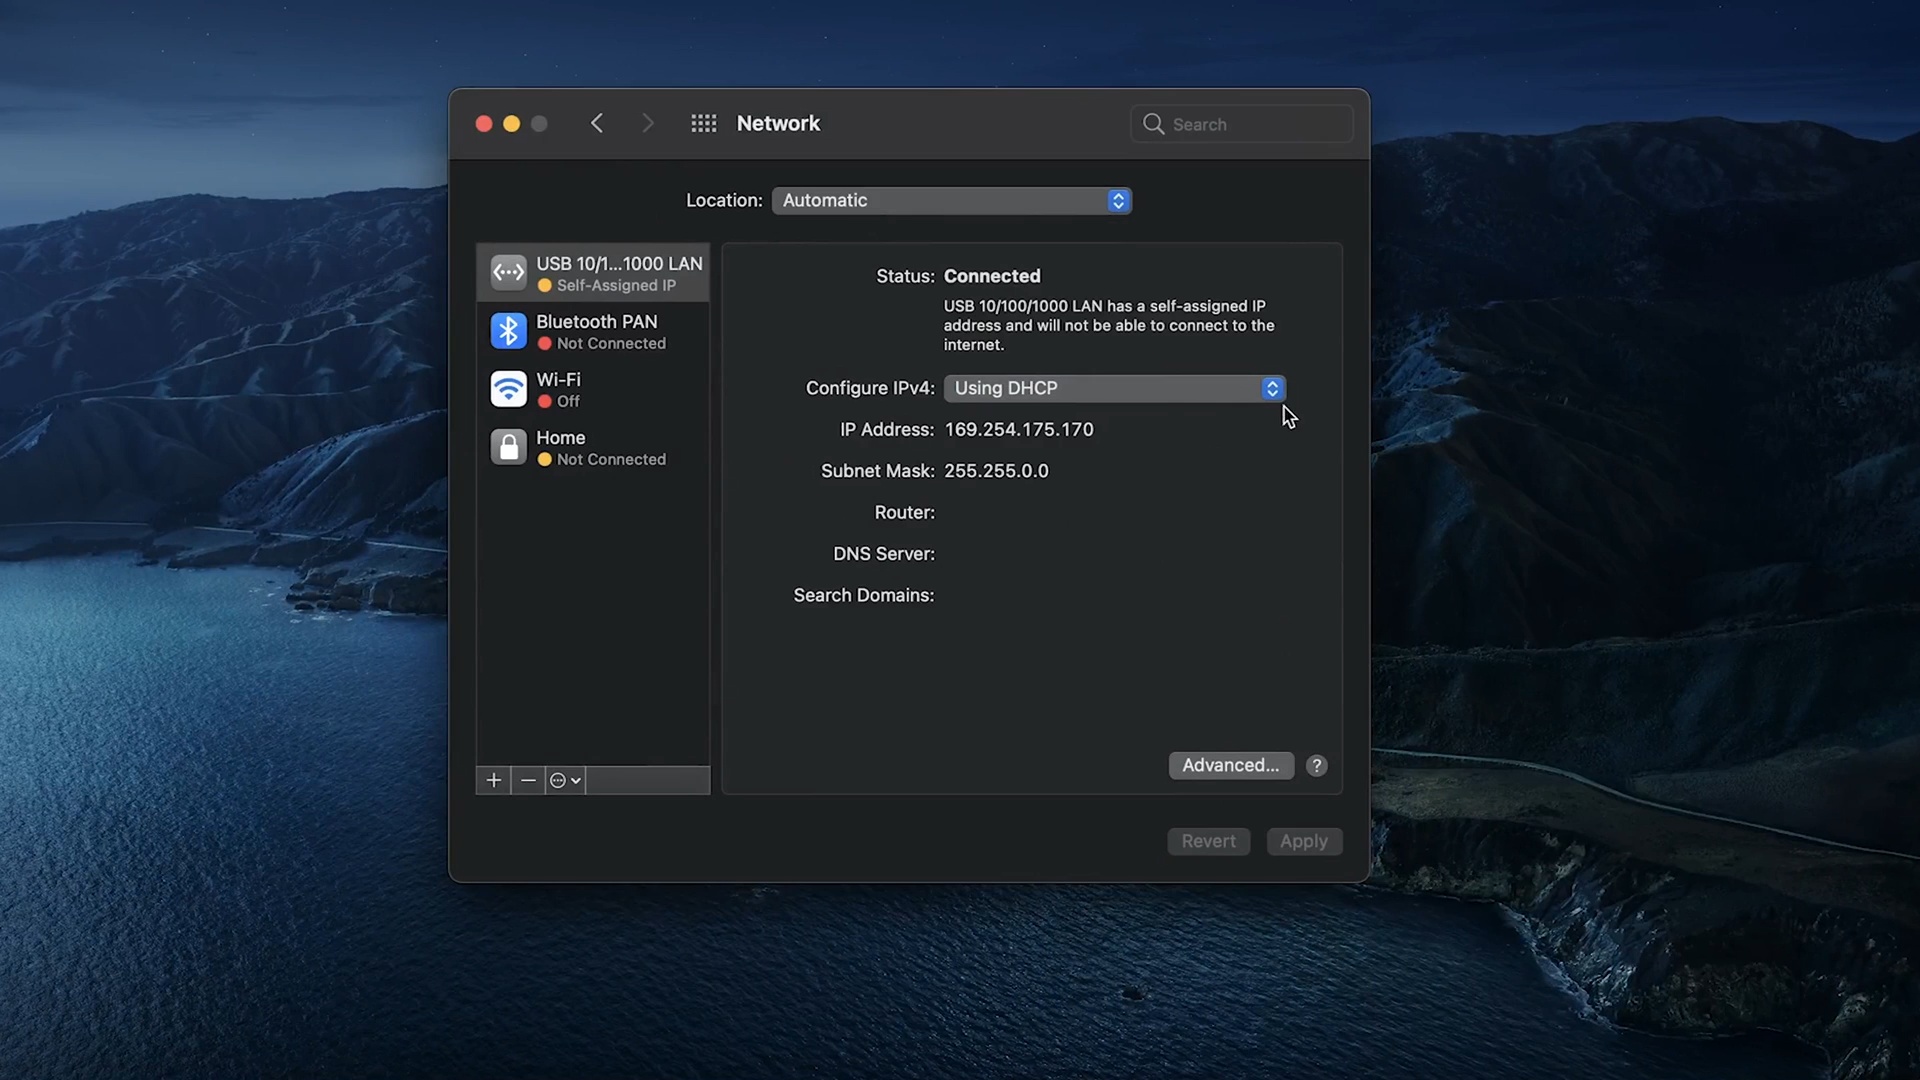 Network
Search
Location: Automatic
USB 10/1...1000 LAN
Self-Assigned IP
Bluetooth PAN
Not Connected
Wi-Fi
Off
Home
Not Connected
Status: Connected
USB 10/100/1000 LAN has a self-assigned IP
address and will not be able to connect to the
internet.
Configure IPv4: Using DHCP
IP Address: 169.254.175.170
Subnet Mask: 255.255.0.0
Router:
DNS Server:
Search Domains:
Advanced... ?
Revert Apply